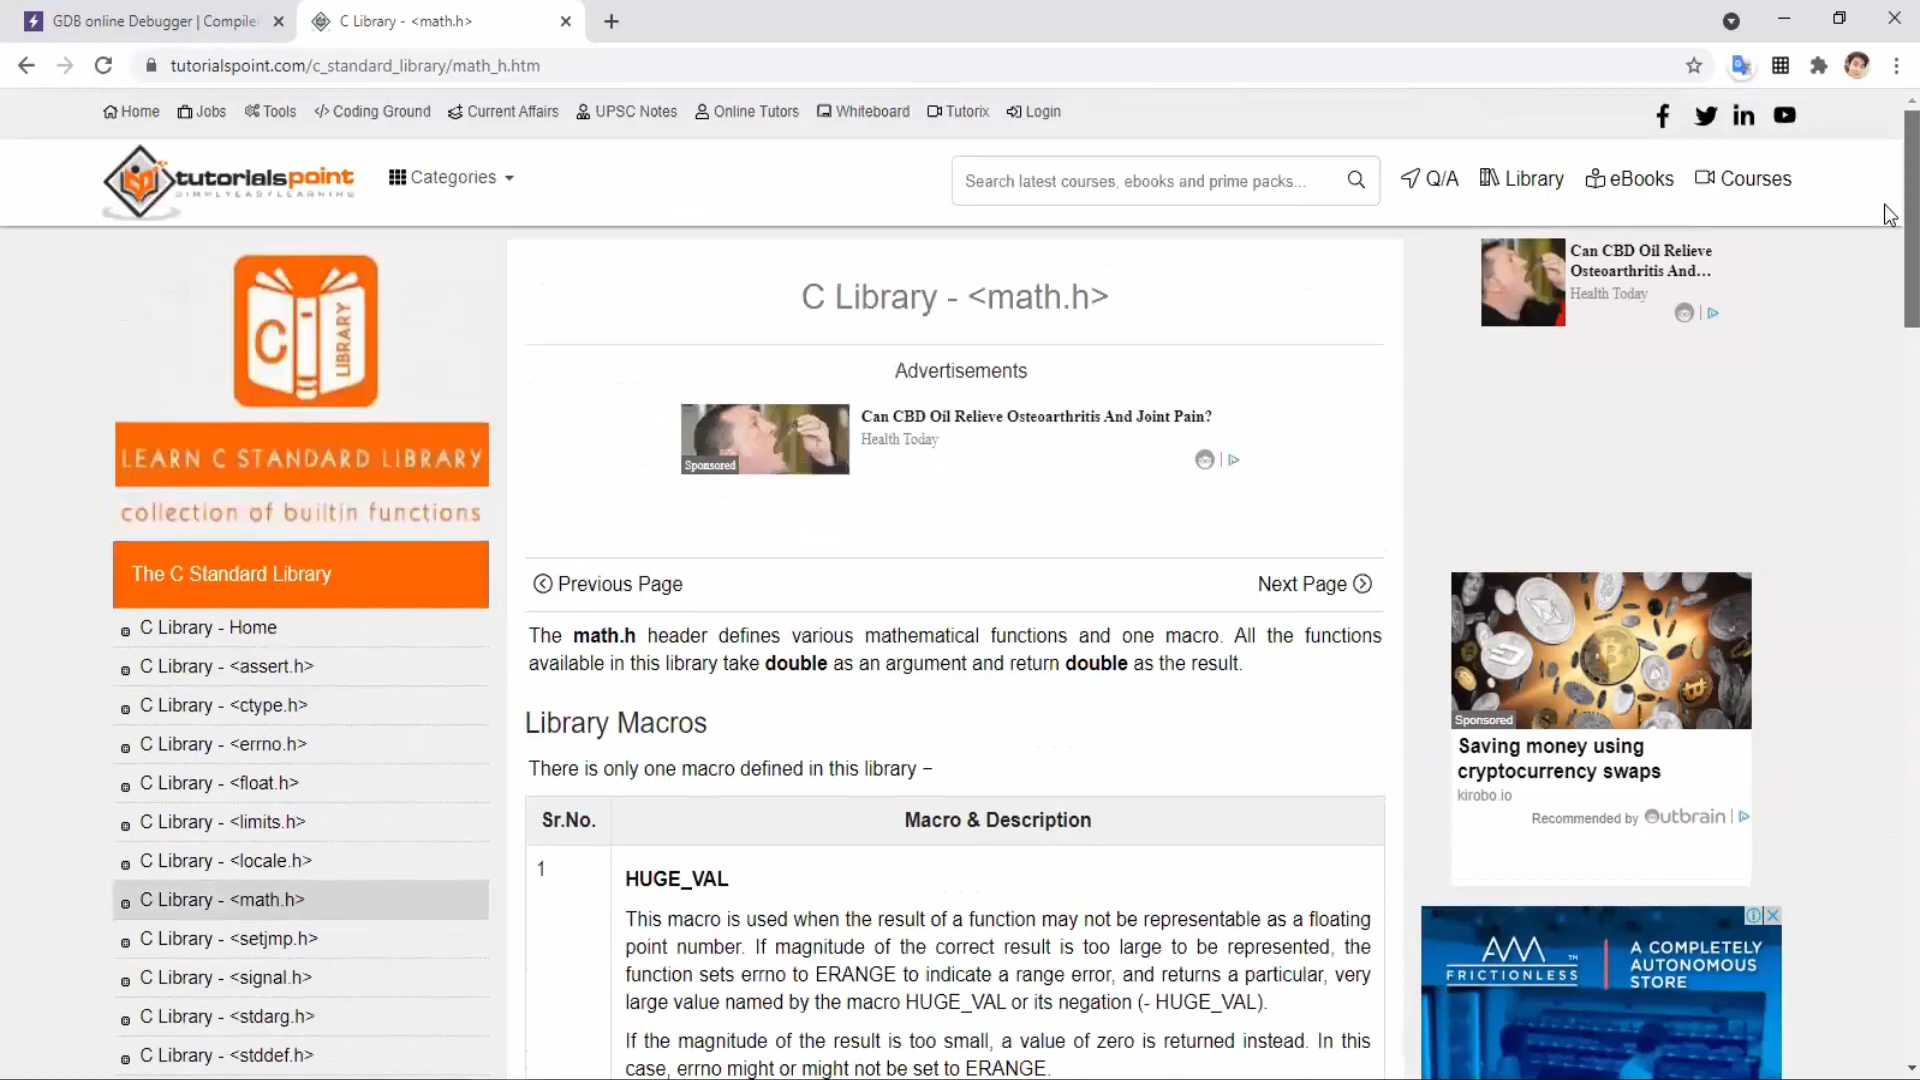 GDB online Debugger | Compile
C Library - <math.h>
tutorialspoint.com/c_standard_library/math_h.htm
Home Jobs Tools </> Coding Ground Current Affairs UPSC Notes Online Tutors Whiteboard Tutorix Login
tutorialspoint
SIMPLYEASYLEARNING
Categories
Search latest courses, ebooks and prime packs...
Q/A Library eBooks Courses
C
LIBRARY
LEARN C STANDARD LIBRARY
collection of builtin functions
The C Standard Library
C Library - Home
C Library - <assert.h>
C Library - <ctype.h>
C Library - <errno.h>
C Library - <float.h>
C Library - <limits.h>
C Library - <locale.h>
C Library - <math.h>
C Library - <setjmp.h>
C Library - <signal.h>
C Library - <stdarg.h>
C Library - <stddef.h>
C Library - <math.h>
Advertisements
Sponsored
Can CBD Oil Relieve Osteoarthritis And Joint Pain?
Health Today
Previous Page
Next Page
The math.h header defines various mathematical functions and one macro. All the functions
available in this library take double as an argument and return double as the result.
Library Macros
There is only one macro defined in this library −
Sr.No. Macro & Description
1
HUGE_VAL
This macro is used when the result of a function may not be representable as a floating
point number. If magnitude of the correct result is too large to be represented, the
function sets errno to ERANGE to indicate a range error, and returns a particular, very
large value named by the macro HUGE_VAL or its negation (- HUGE_VAL).
If the magnitude of the result is too small, a value of zero is returned instead. In this
case, errno might or might not be set to ERANGE.
Can CBD Oil Relieve
Osteoarthritis And...
Health Today
Sponsored
Saving money using
cryptocurrency swaps
kirobo.io
Recommended by Outbrain
FRICTIONLESS™
A COMPLETELY
AUTONOMOUS
STORE